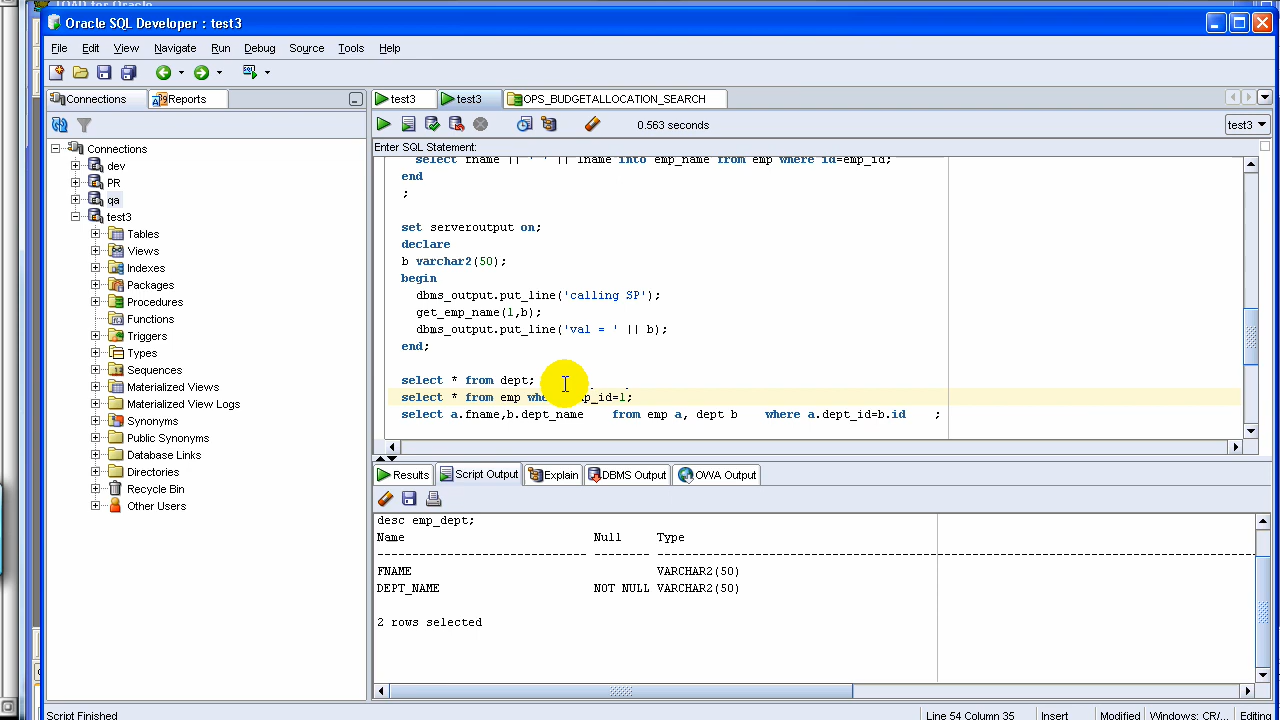 TOAD for Oracle
Oracle SQL Developer : test3
File Edit View Navigate Run Debug Source Tools Help
Connections Reports
test3 test3 OPS_BUDGETALLOCATION_SEARCH
0.563 seconds test3
Enter SQL Statement:
Connections
dev
PR
qa
test3
Tables
Views
Indexes
Packages
Procedures
Functions
Triggers
Types
Sequences
Materialized Views
Materialized View Logs
Synonyms
Public Synonyms
Database Links
Directories
Recycle Bin
Other Users
select fname || ' ' || lname into emp_name from emp where id=emp_id;
end
;
set serveroutput on;
declare
b varchar2(50);
begin
dbms_output.put_line('calling SP');
get_emp_name(1,b);
dbms_output.put_line('val = ' || b);
end;
select * from dept;
select * from emp where emp_id=1;
select a.fname,b.dept_name from emp a, dept b where a.dept_id=b.id ;
Results Script Output Explain DBMS Output OWA Output
desc emp_dept;
Name Null Type
------------------------------ -------- ----------------------------------------------------------------------------------------
FNAME VARCHAR2(50)
DEPT_NAME NOT NULL VARCHAR2(50)
2 rows selected
Script Finished
Line 54 Column 35 Insert Modified Windows: CR/... Editing